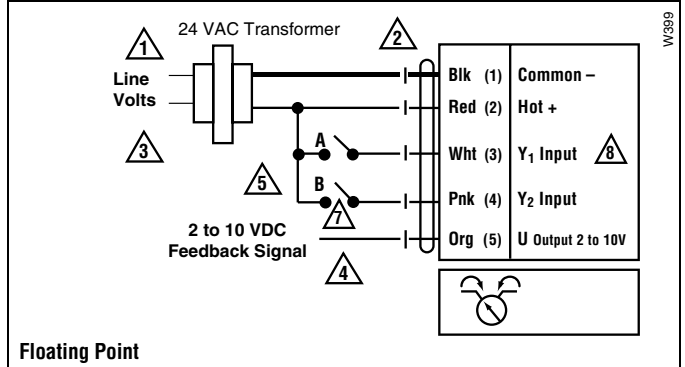 24 VAC Transformer
W399
1
2
Line
Volts
3
Blk (1) Common –
Red (2) Hot +
A
Wht (3) Y1 Input 8
5
B
7
Pnk (4) Y2 Input
2 to 10 VDC
Feedback Signal
4
Org (5) U Output 2 to 10V
Floating Point